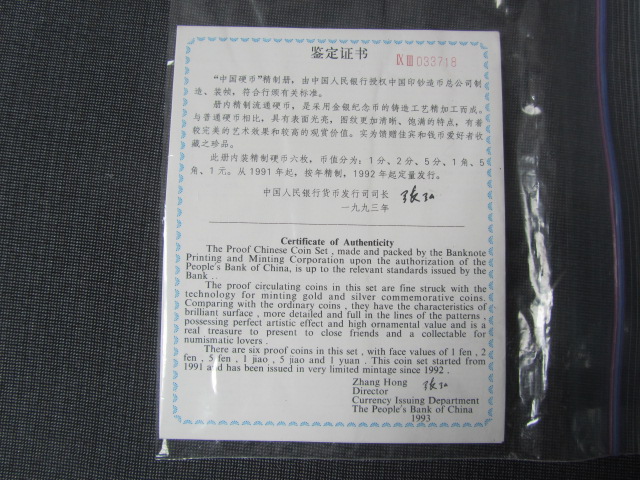 鉴定证书
ⅨⅢ033718
“中国硬币”精制册,由中国人民银行授权中国印钞造币总公司制
造、装帧,符合行颁有关标准。
册内精制流通硬币,是采用金银纪念币的铸造工艺精加工而成。
与普通硬币相比,具有表面光亮,图纹更加清晰、饱满的特点,有着
较完美的艺术效果和较高的观赏价值。实为馈赠佳宾和钱币爱好者收
藏之珍品。
此册内装精制硬币六枚,币值分为:1分、2分、5分、1角、5
角、1元。从1991年起,按年精制,1992年起定量发行。
中国人民银行货币发行司司长 张弘
一九九三年
Certificate of Authenticity
The Proof Chinese Coin Set, made and packed by the Banknote
Printing and Minting Corporation upon the authorization of the
People's Bank of China, is up to the relevant standards issued by the
Bank.
The proof circulating coins in this set are fine struck with the
technology for minting gold and silver commemorative coins.
Comparing with the ordinary coins, they have the characteristics of
brilliant surface, more detailed and full in the lines of the patterns,
possessing perfect artistic effect and high ornamental value and is a
real treasure to present to close friends and a collectable for
numismatic lovers.
There are six proof coins in this set, with face values of 1 fen, 2
fen, 5 fen, 1 jiao, 5 jiao and 1 yuan. This coin set started from
1991 and has been issued in very limited mintage since 1992.
Zhang Hong 张弘
Director
Currency Issuing Department
The People's Bank of China
1993